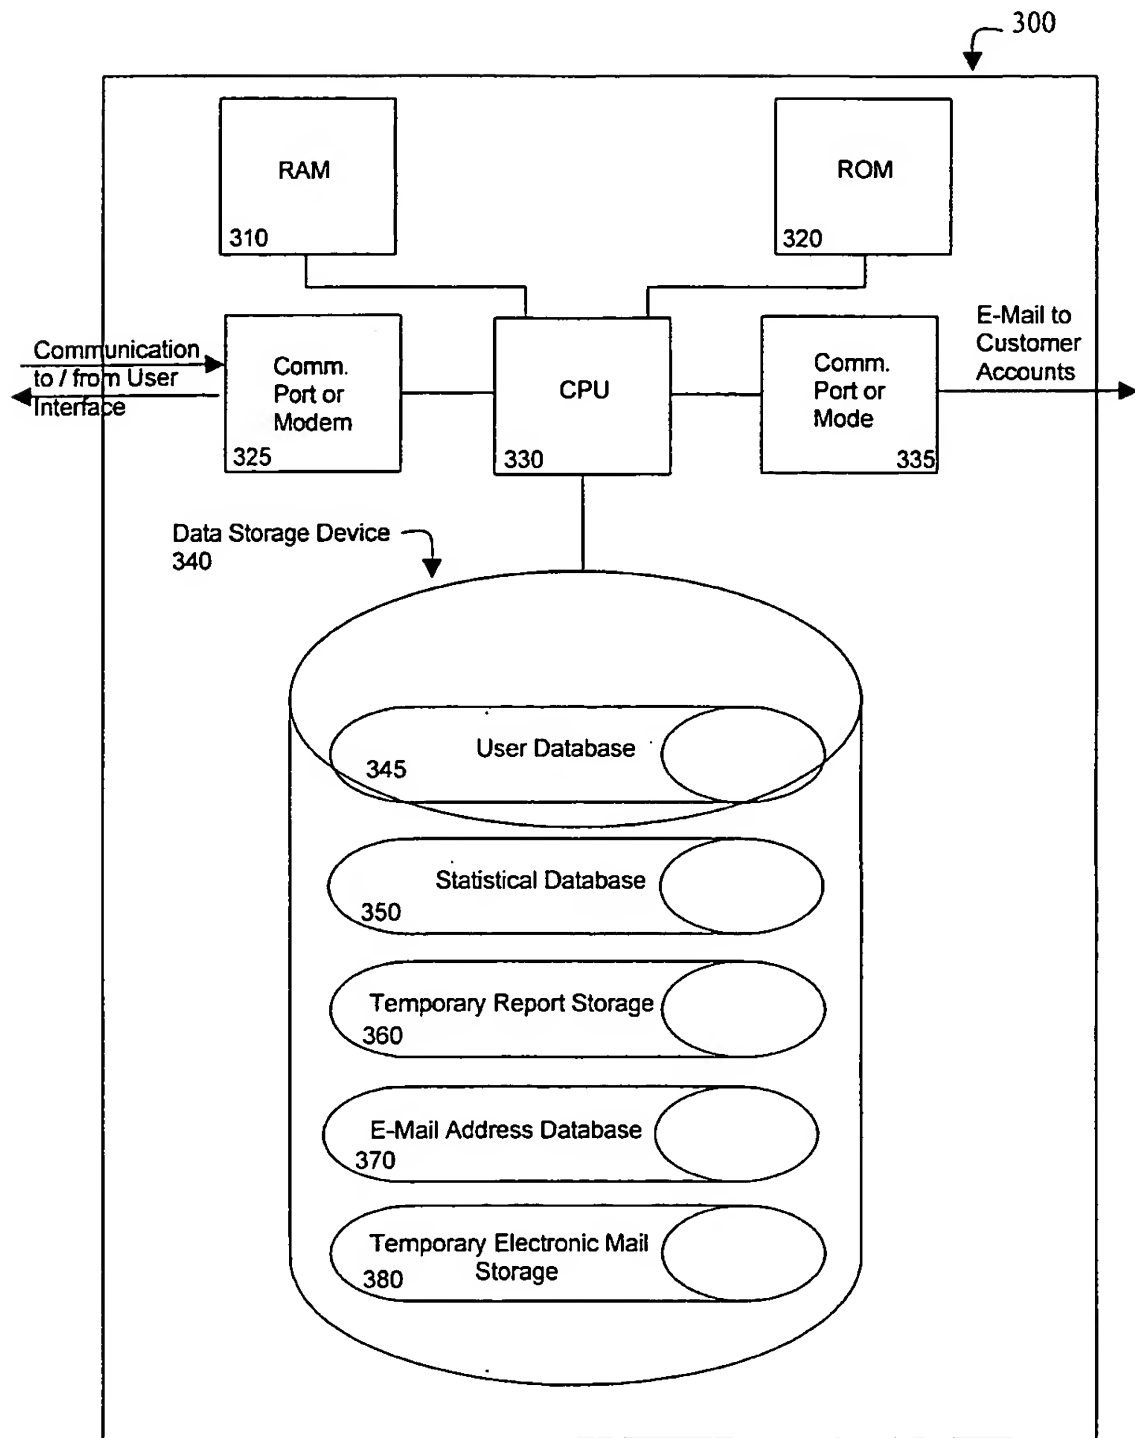 300
RAM
310
ROM
320
Communication
to / from User
Interface
Comm.
Port or
Modem
325
CPU
330
Comm.
Port or
Mode
335
E-Mail to
Customer
Accounts
Data Storage Device
340
User Database
345
Statistical Database
350
Temporary Report Storage
360
E-Mail Address Database
370
Temporary Electronic Mail
Storage
380